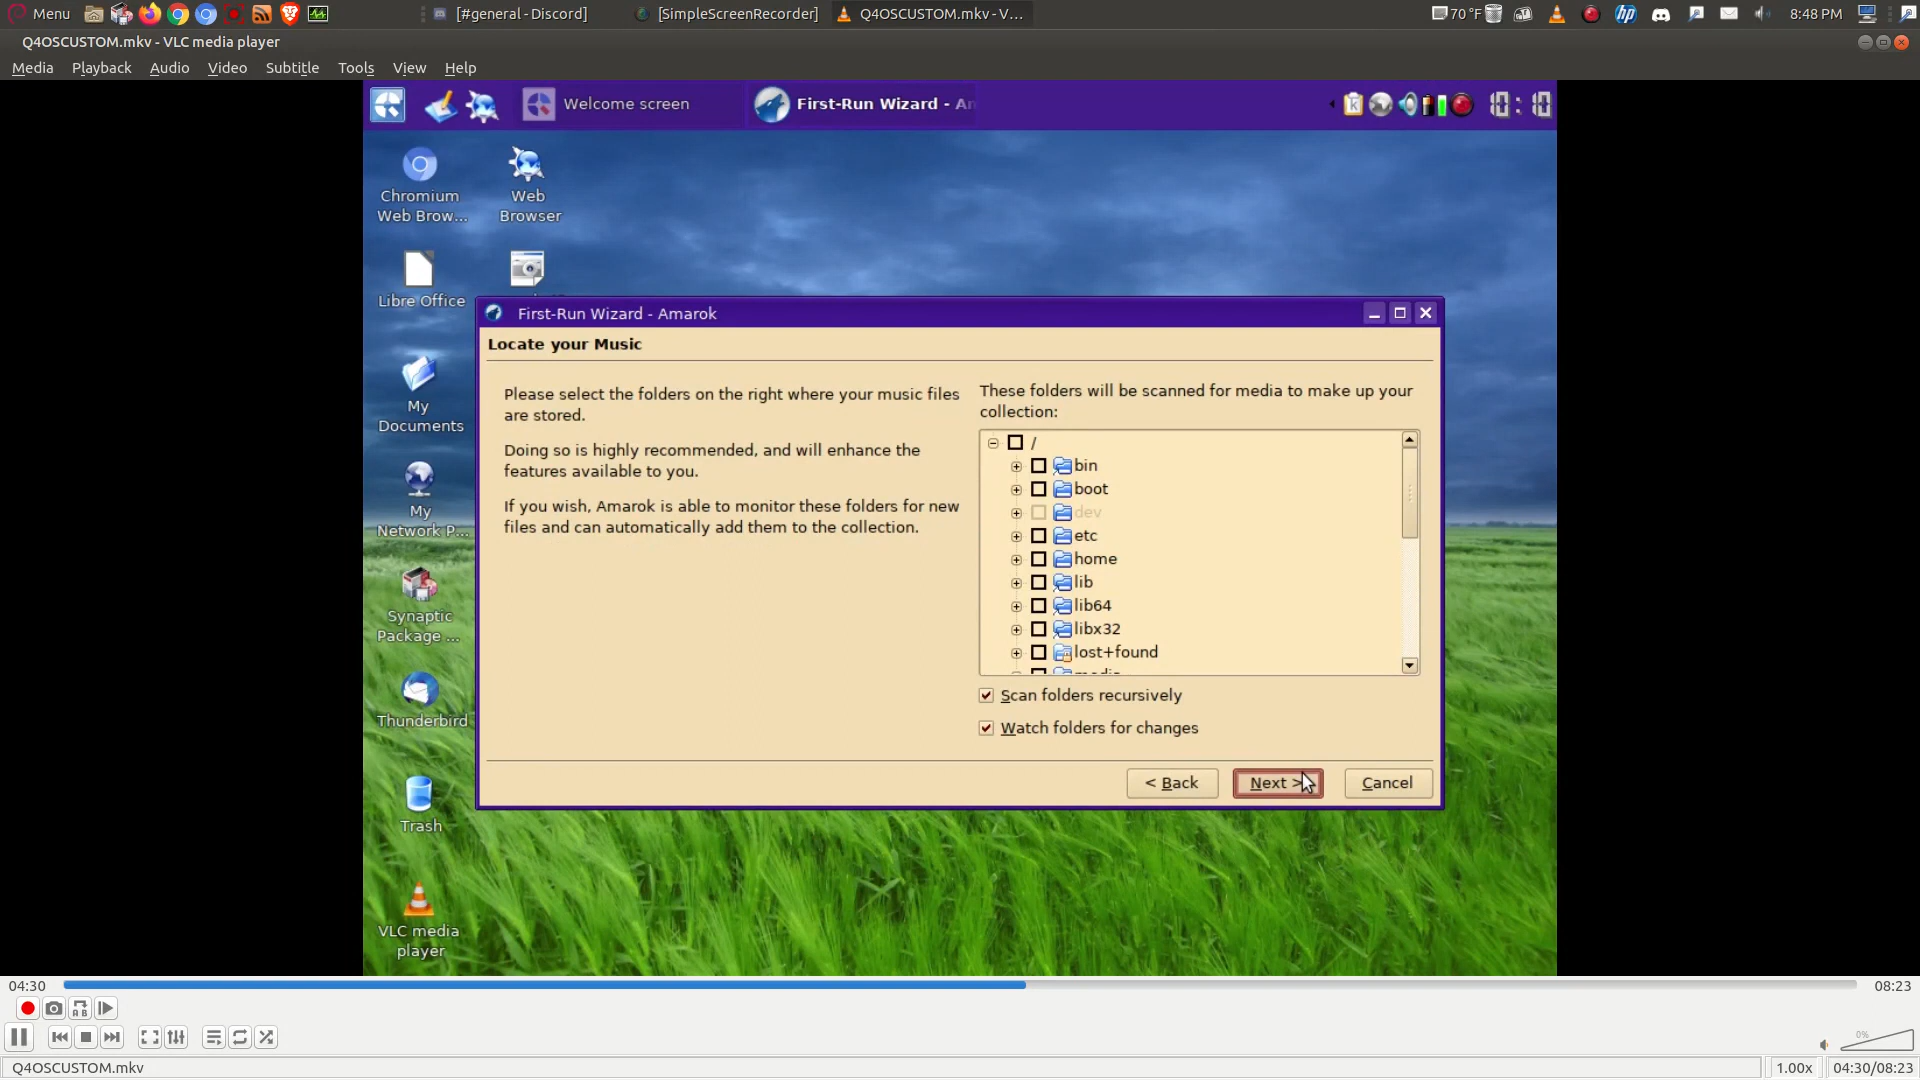 Menu
[#general - Discord]
[SimpleScreenRecorder]
Q4OSCUSTOM.mkv - V...
70 °F
8:48 PM
Q4OSCUSTOM.mkv - VLC media player
Media Playback Audio Video Subtitle Tools View Help
Welcome screen
First-Run Wizard - Am
Chromium
Web Brow...
Web
Browser
Libre Office
My
Documents
My
Network P...
Synaptic
Package ...
Thunderbird
Trash
VLC media
player
First-Run Wizard - Amarok
Locate your Music
Please select the folders on the right where your music files
are stored.
Doing so is highly recommended, and will enhance the
features available to you.
If you wish, Amarok is able to monitor these folders for new
files and can automatically add them to the collection.
These folders will be scanned for media to make up your
collection:
/
bin
boot
dev
etc
home
lib
lib64
libx32
lost+found
media
Scan folders recursively
Watch folders for changes
< Back
Next >
Cancel
04:30
08:23
0%
Q4OSCUSTOM.mkv
1.00x
04:30/08:23